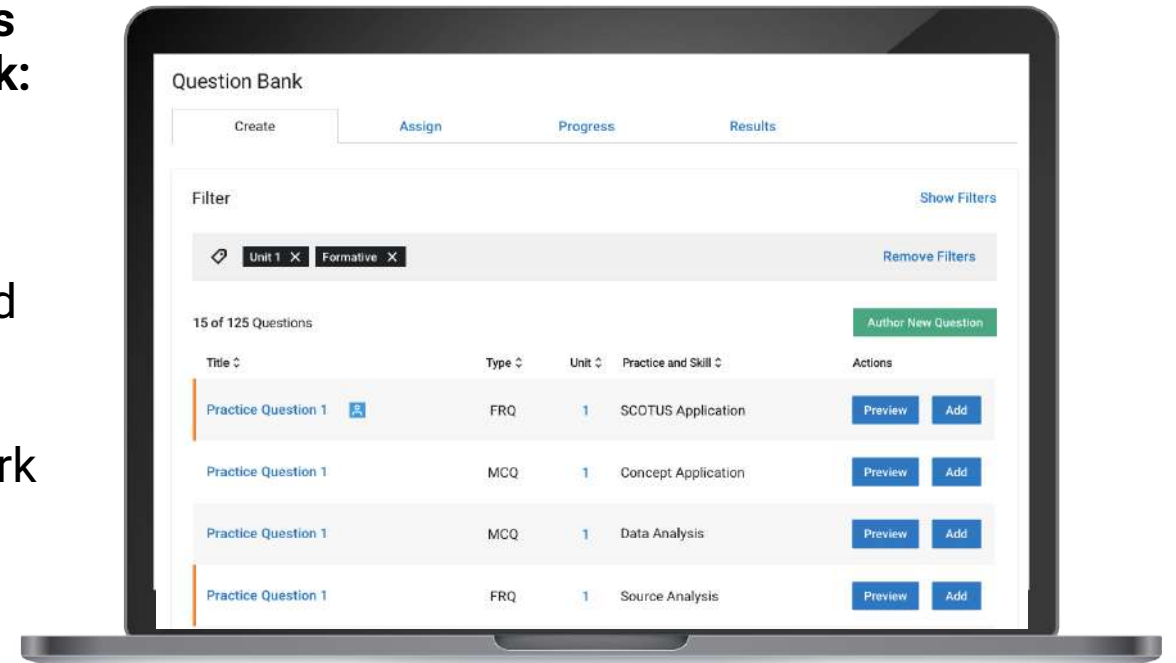 s
k:
d
rk
Question Bank
Create Assign Progress Results
Filter Show Filters
Unit 1 X Formative X Remove Filters
15 of 125 Questions Author New Question
Title Type Unit Practice and Skill Actions
Practice Question 1 FRQ 1 SCOTUS Application Preview Add
Practice Question 1 MCQ 1 Concept Application Preview Add
Practice Question 1 MCQ 1 Data Analysis Preview Add
Practice Question 1 FRQ 1 Source Analysis Preview Add